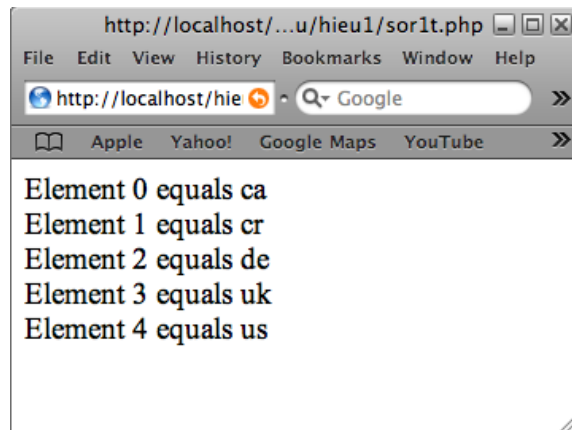 http://localhost/...u/hieu1/sor1t.php
File Edit View History Bookmarks Window Help
http://localhost/hie Google
Apple Yahoo! Google Maps YouTube
Element 0 equals ca
Element 1 equals cr
Element 2 equals de
Element 3 equals uk
Element 4 equals us